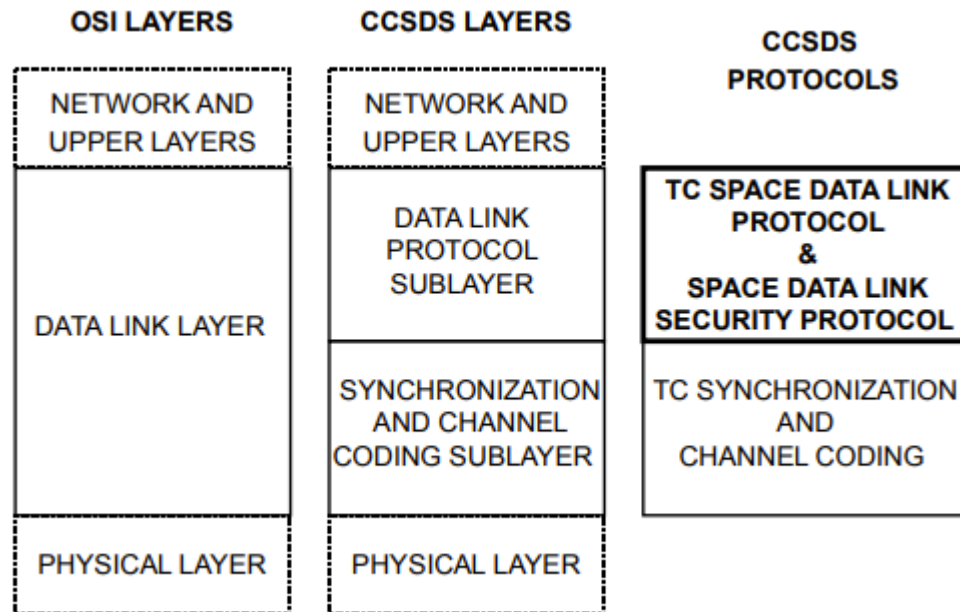 OSI LAYERS
NETWORK AND
UPPER LAYERS
DATA LINK LAYER
PHYSICAL LAYER
CCSDS LAYERS
NETWORK AND
UPPER LAYERS
DATA LINK
PROTOCOL
SUBLAYER
SYNCHRONIZATION
AND CHANNEL
CODING SUBLAYER
PHYSICAL LAYER
CCSDS
PROTOCOLS
TC SPACE DATA LINK
PROTOCOL
&
SPACE DATA LINK
SECURITY PROTOCOL
TC SYNCHRONIZATION
AND
CHANNEL CODING